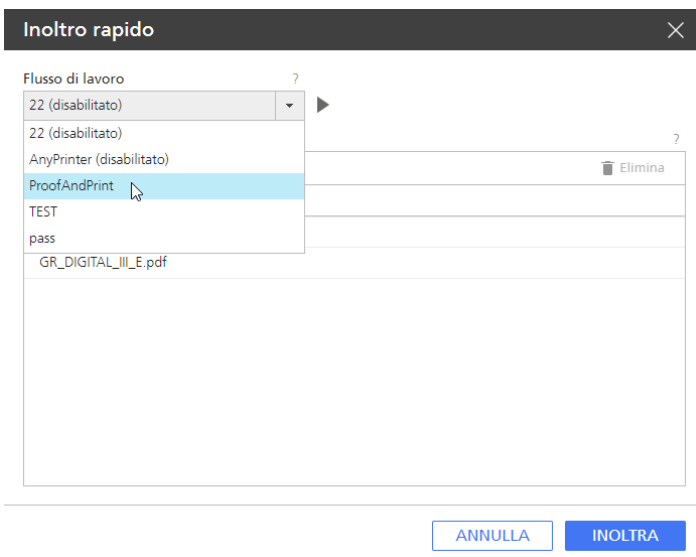 Inoltro rapido
Flusso di lavoro ?
22 (disabilitato)
22 (disabilitato)
?
AnyPrinter (disabilitato)
Elimina
ProofAndPrint
TEST
pass
GR_DIGITAL_III_E.pdf
ANNULLA INOLTRA